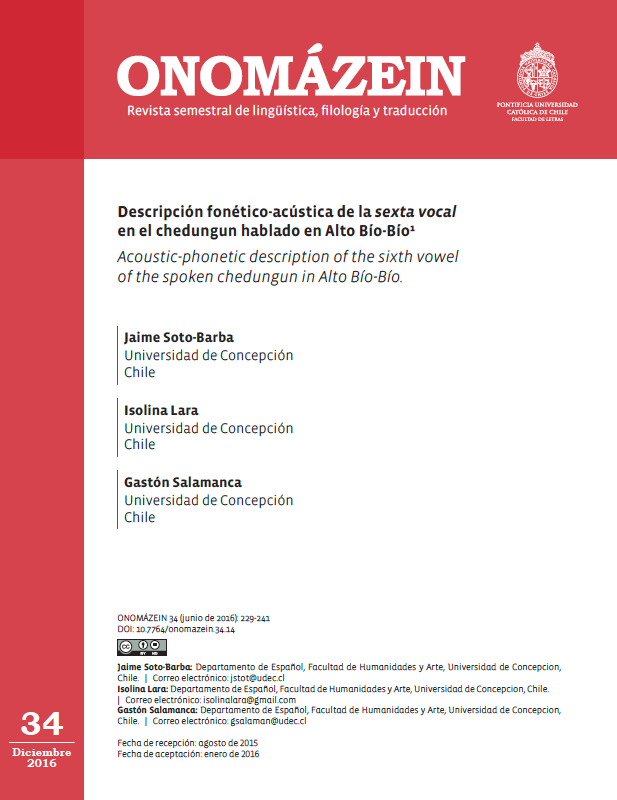 ONOMÁZEIN
Revista semestral de lingüística, filología y traducción
PONTIFICIA UNIVERSIDAD
CATÓLICA DE CHILE
FACULTAD DE LETRAS
Descripción fonético-acústica de la sexta vocal
en el chedungun hablado en Alto Bío-Bío¹
Acoustic-phonetic description of the sixth vowel
of the spoken chedungun in Alto Bío-Bío.
Jaime Soto-Barba
Universidad de Concepción
Chile
Isolina Lara
Universidad de Concepción
Chile
Gastón Salamanca
Universidad de Concepción
Chile
ONOMÁZEIN 34 (junio de 2016): 229-241
DOI: 10.7764/onomazein.34.14
cc BY ND
Jaime Soto-Barba: Departamento de Español, Facultad de Humanidades y Arte, Universidad de Concepcion,
Chile. | Correo electrónico: jstot@udec.cl
Isolina Lara: Departamento de Español, Facultad de Humanidades y Arte, Universidad de Concepcion, Chile.
| Correo electrónico: isolinalara@gmail.com
Gastón Salamanca: Departamento de Español, Facultad de Humanidades y Arte, Universidad de Concepcion,
Chile. | Correo electrónico: gsalaman@udec.cl
34
Diciembre
2016
Fecha de recepción: agosto de 2015
Fecha de aceptación: enero de 2016